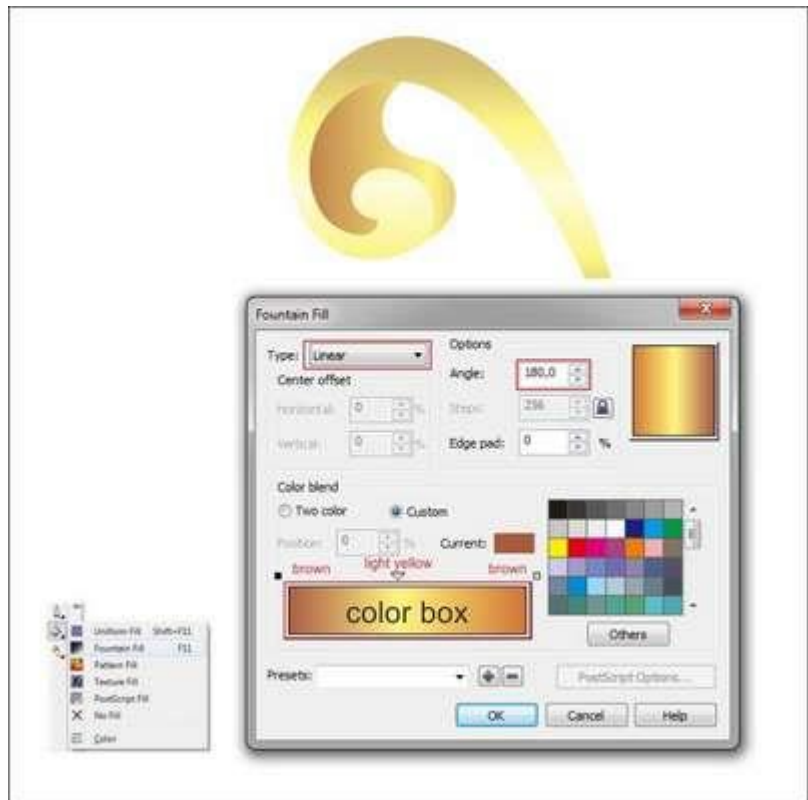 Fountain Fill
Type: Linear
Options
Center offset
Angle: 180,0
Horizontal: 0 %
Steps: 256
Vertical: 0 %
Edge pad: 0 %
Color blend
Two color
Custom
Position: 0 %
Current:
brown light yellow brown
color box
Others
Presets:
PostScript Options...
OK Cancel Help
Uniform Fill Shift+F11
Fountain Fill F11
Pattern Fill
Texture Fill
PostScript Fill
No Fill
Color